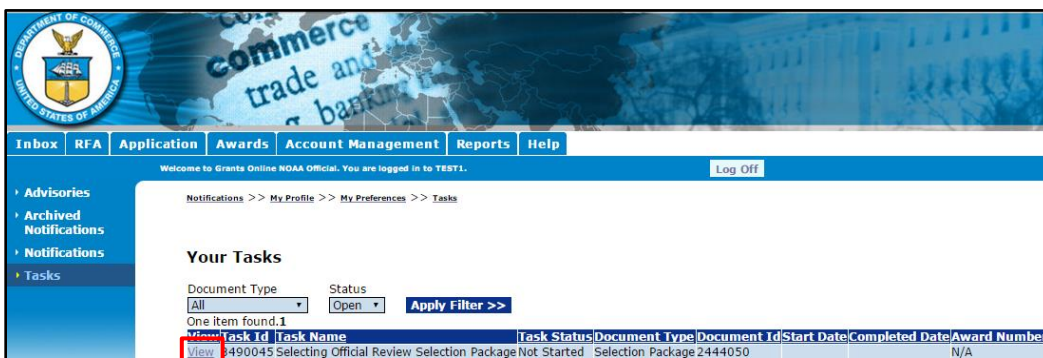 DEPARTMENT OF COMMERCE
UNITED STATES OF AMERICA
commerce
trade and
banking
Inbox RFA Application Awards Account Management Reports Help
Welcome to Grants Online NOAA Official. You are logged in to TEST1. Log Off
Advisories
Archived Notifications
Notifications
Tasks
Notifications >> My Profile >> My Preferences >> Tasks
Your Tasks
Document Type Status
All Open Apply Filter >>
One item found.1
View Task Id Task Name Task Status Document Type Document Id Start Date Completed Date Award Number
View 3490045 Selecting Official Review Selection Package Not Started Selection Package 2444050 N/A